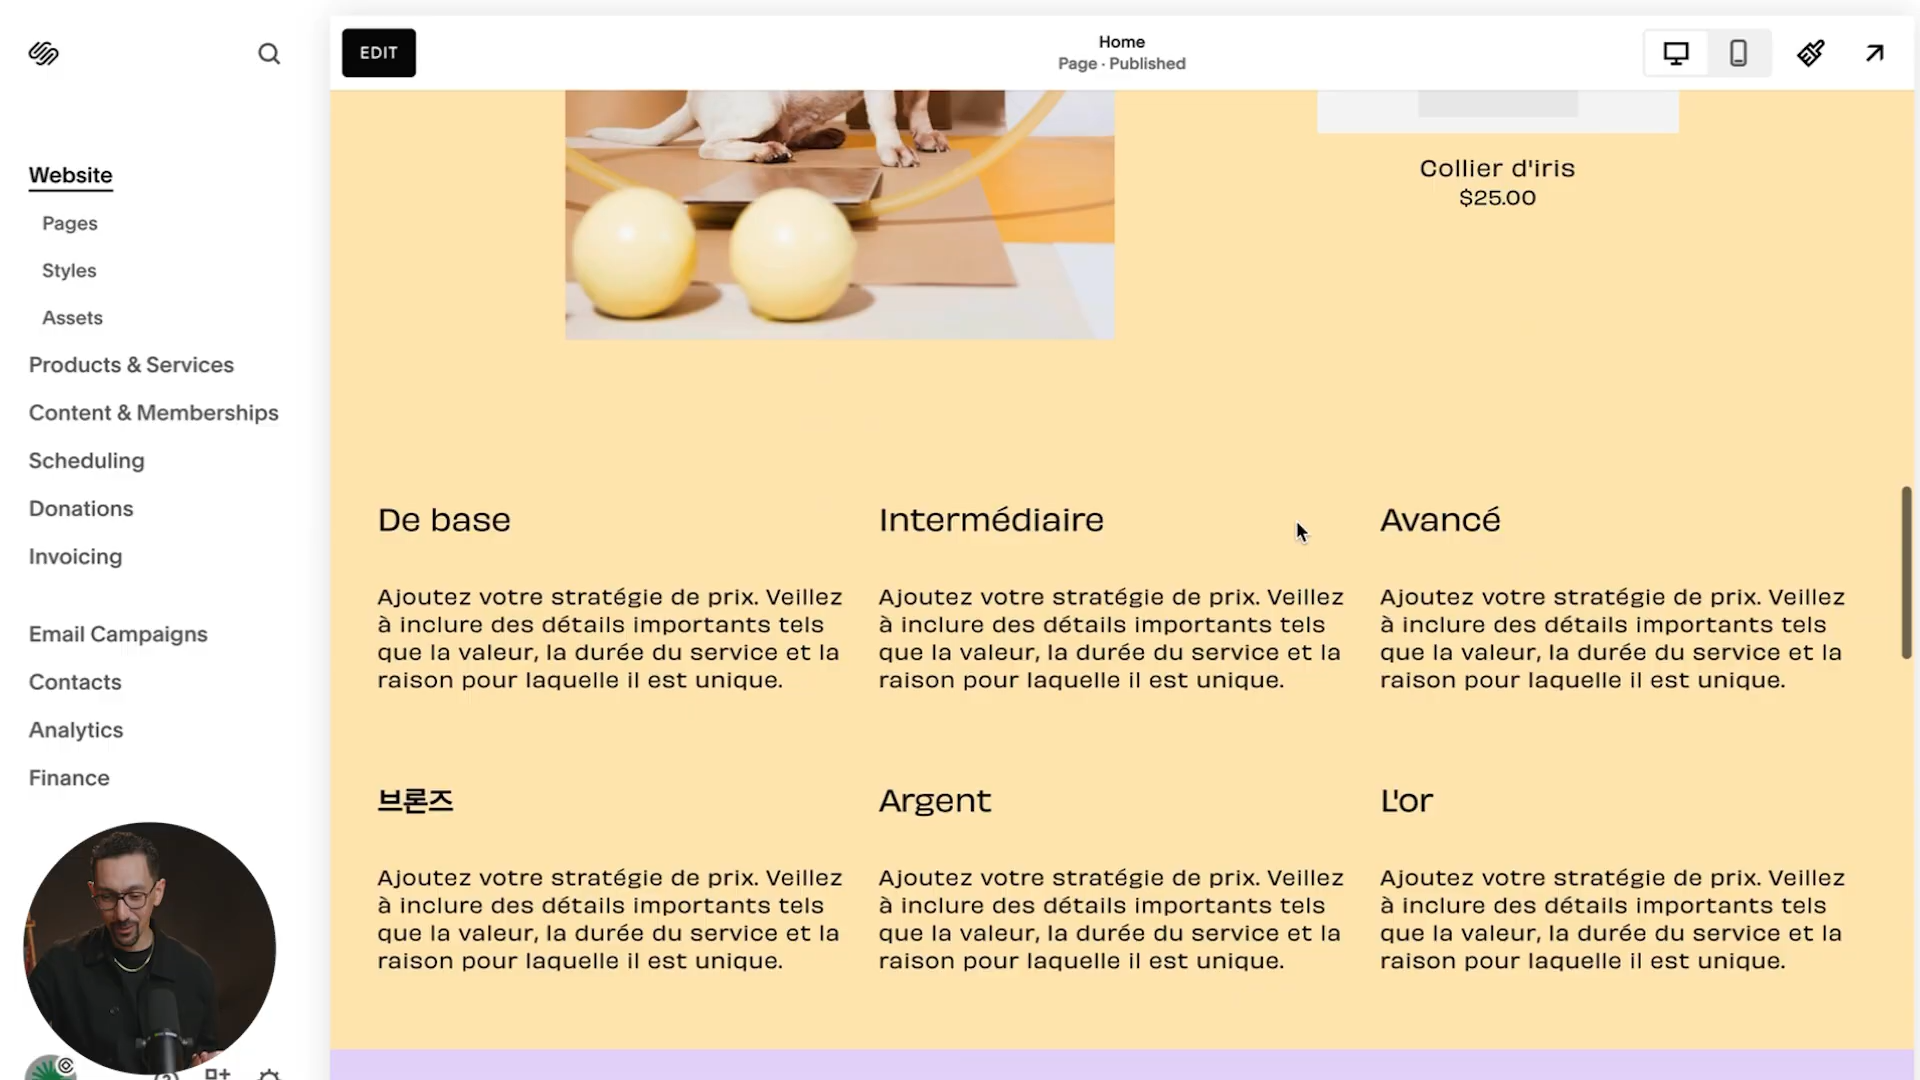 EDIT
Home
Page · Published
Website
Pages
Styles
Assets
Products & Services
Content & Memberships
Scheduling
Donations
Invoicing
Email Campaigns
Contacts
Analytics
Finance
Collier d'iris
$25.00
De base
Ajoutez votre stratégie de prix. Veillez
à inclure des détails importants tels
que la valeur, la durée du service et la
raison pour laquelle il est unique.
Intermédiaire
Ajoutez votre stratégie de prix. Veillez
à inclure des détails importants tels
que la valeur, la durée du service et la
raison pour laquelle il est unique.
Avancé
Ajoutez votre stratégie de prix. Veillez
à inclure des détails importants tels
que la valeur, la durée du service et la
raison pour laquelle il est unique.
브론즈
Ajoutez votre stratégie de prix. Veillez
à inclure des détails importants tels
que la valeur, la durée du service et la
raison pour laquelle il est unique.
Argent
Ajoutez votre stratégie de prix. Veillez
à inclure des détails importants tels
que la valeur, la durée du service et la
raison pour laquelle il est unique.
L'or
Ajoutez votre stratégie de prix. Veillez
à inclure des détails importants tels
que la valeur, la durée du service et la
raison pour laquelle il est unique.